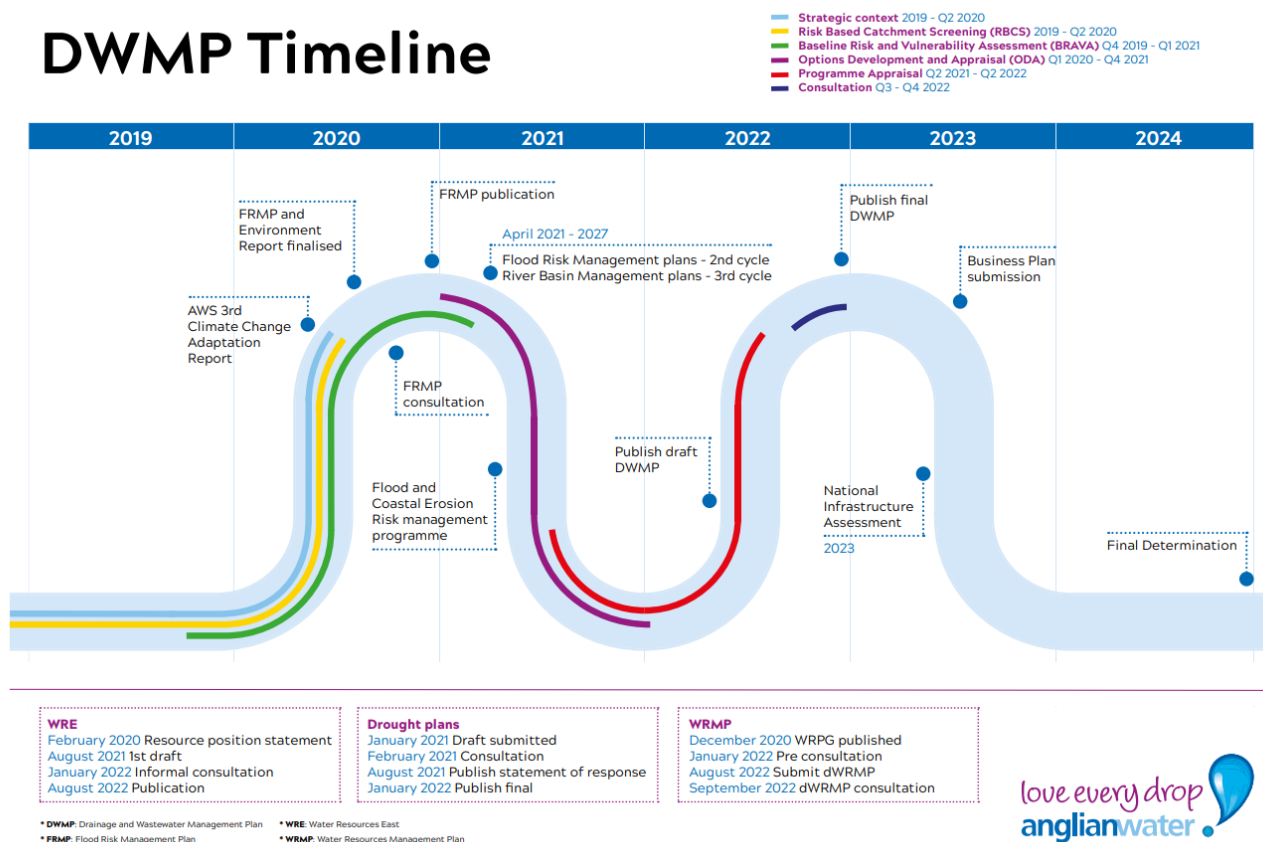 DWMP Timeline
Strategic context 2019 - Q2 2020
Risk Based Catchment Screening (RBCS) 2019 - Q2 2020
Baseline Risk and Vulnerability Assessment (BRAVA) Q4 2019 - Q1 2021
Options Development and Appraisal (ODA) Q1 2020 - Q4 2021
Programme Appraisal Q2 2021 - Q2 2022
Consultation Q3 - Q4 2022
2019
2020
2021
2022
2023
2024
FRMP and
Environment
Report finalised
FRMP publication
April 2021 - 2027
Flood Risk Management plans - 2nd cycle
River Basin Management plans - 3rd cycle
Publish final
DWMP
Business Plan
submission
AWS 3rd
Climate Change
Adaptation
Report
FRMP
consultation
Publish draft
DWMP
Flood and
Coastal Erosion
Risk management
programme
National
Infrastructure
Assessment
2023
Final Determination
WRE
February 2020 Resource position statement
August 2021 1st draft
January 2022 Informal consultation
August 2022 Publication
Drought plans
January 2021 Draft submitted
February 2021 Consultation
August 2021 Publish statement of response
January 2022 Publish final
WRMP
December 2020 WRPG published
January 2022 Pre consultation
August 2022 Submit dWRMP
September 2022 dWRMP consultation
* DWMP: Drainage and Wastewater Management Plan
* FRMP: Flood Risk Management Plan
* WRE: Water Resources East
* WRMP: Water Resources Management Plan
love every drop
anglianwater